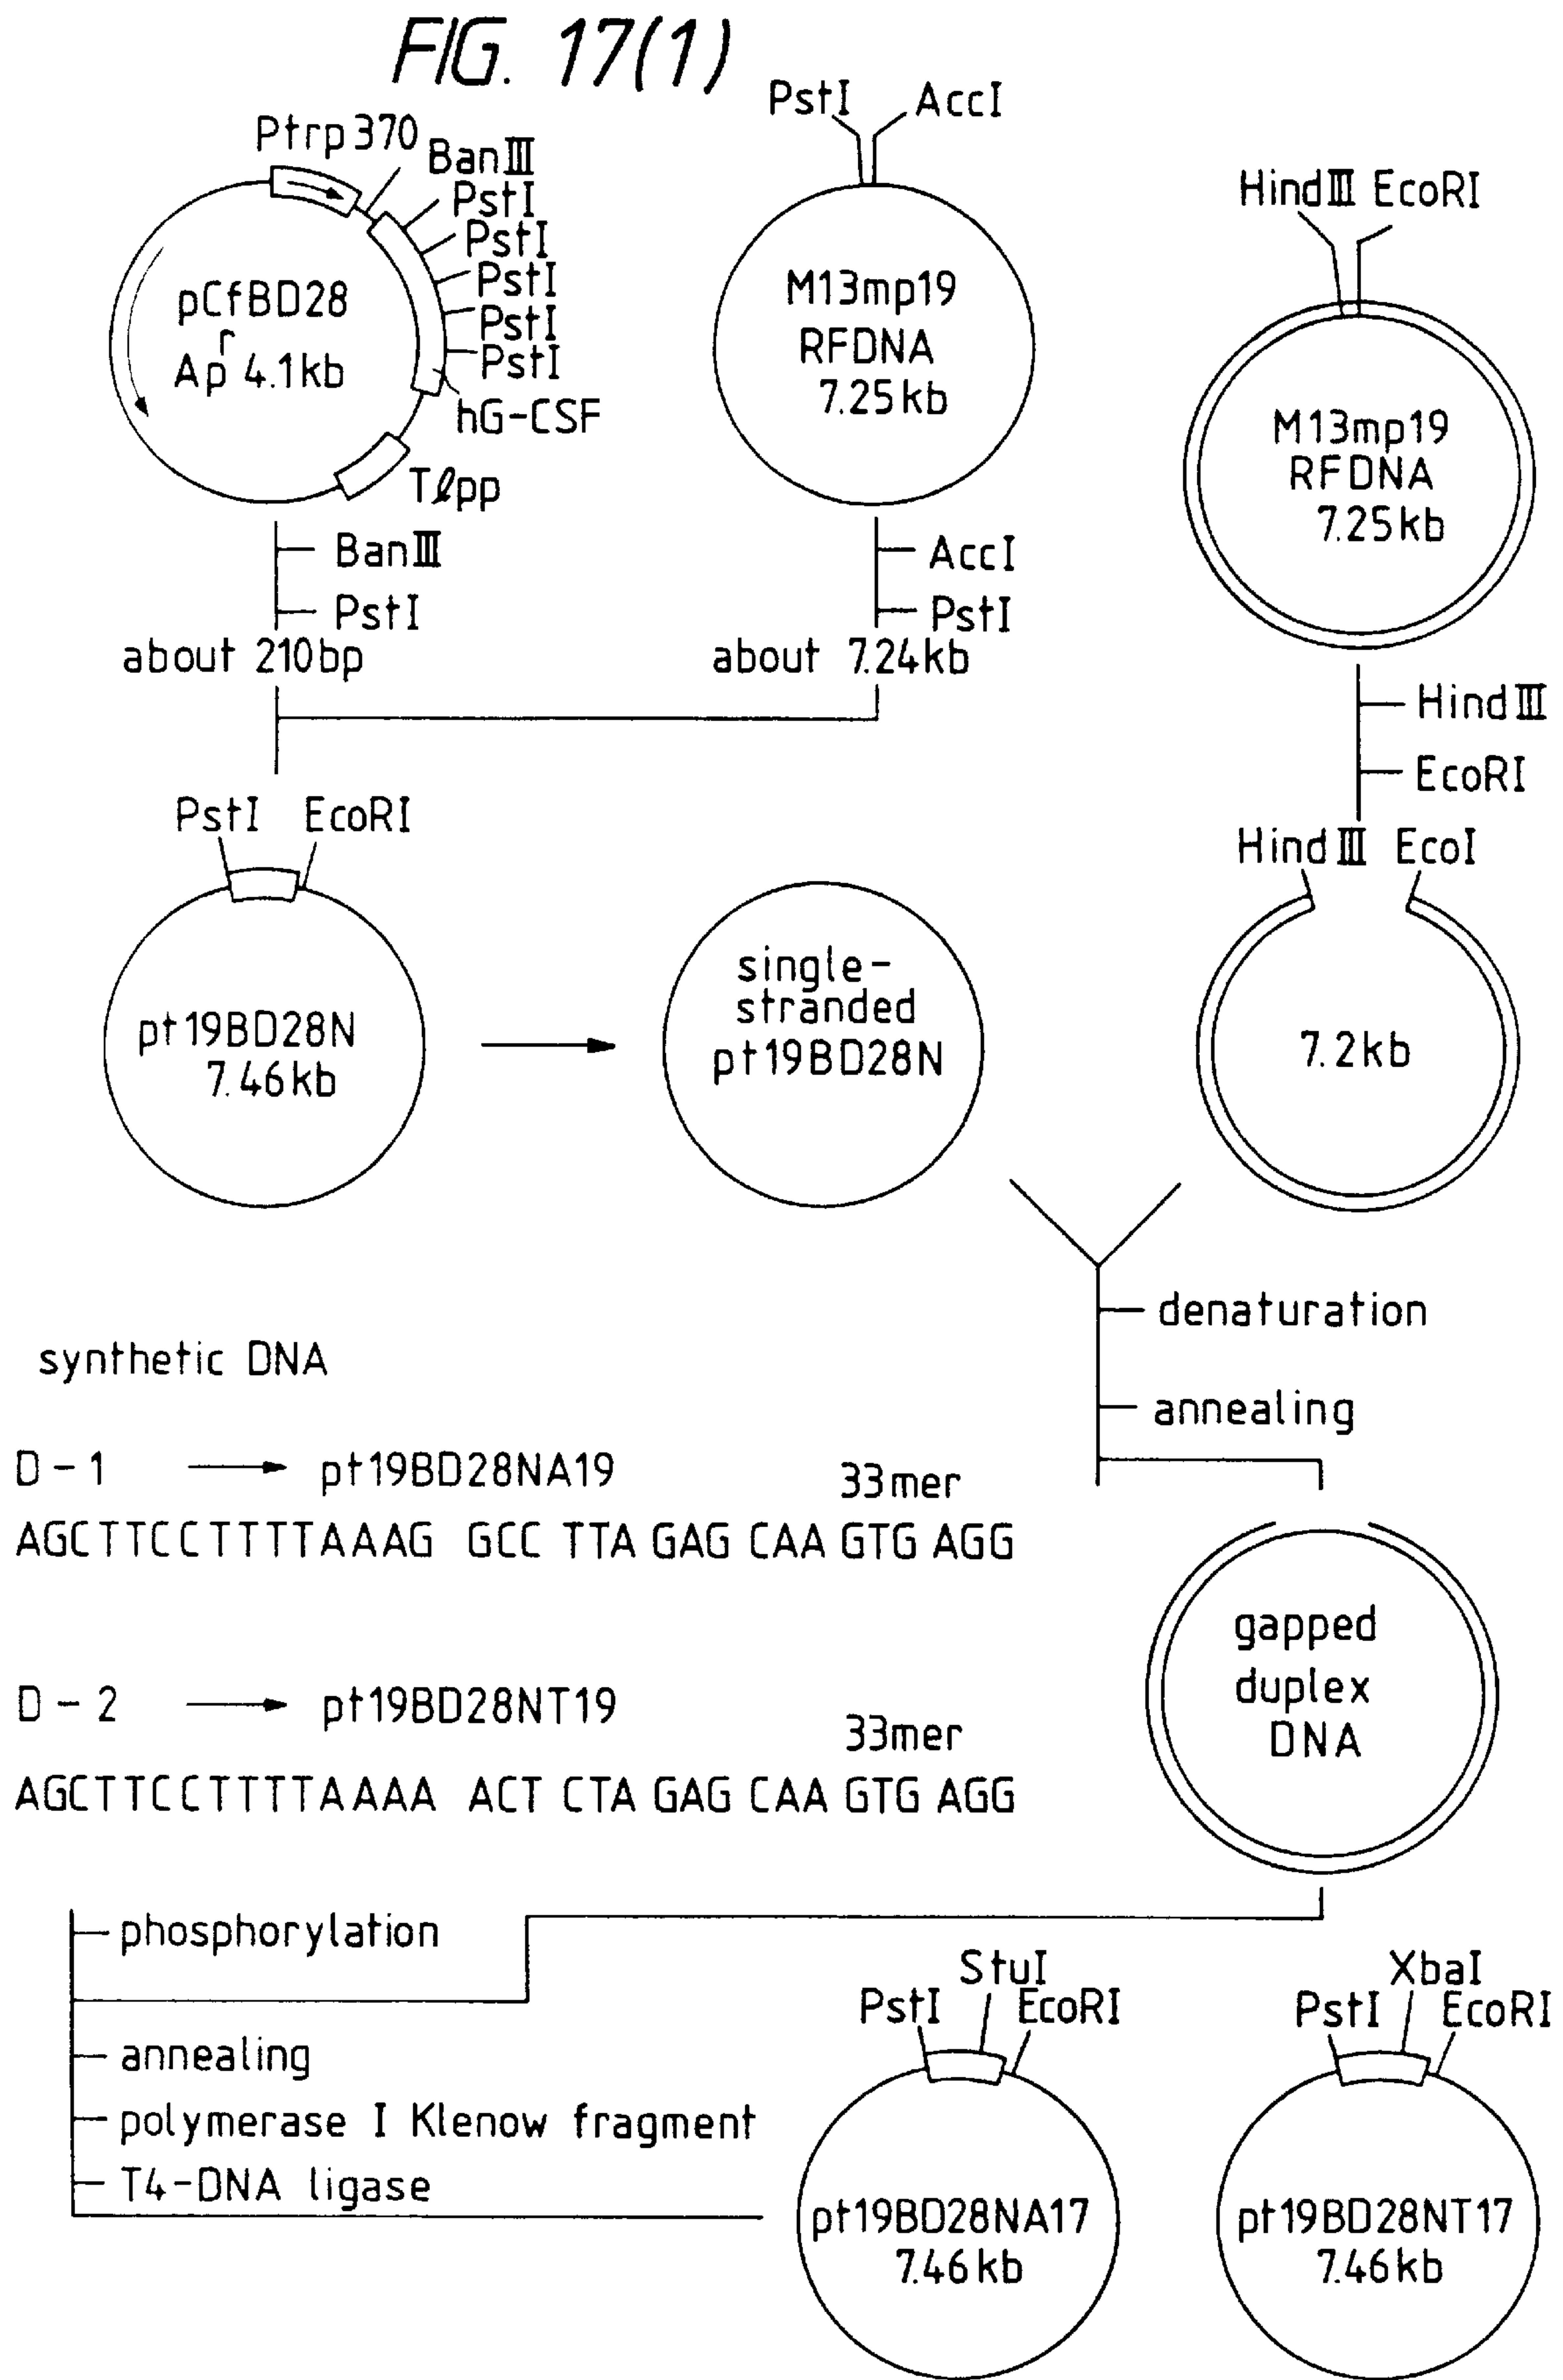 FIG. 17(1)
Ptrp370
BanIII
PstI
PstI
PstI
PstI
PstI
hG-CSF
Tlpp
pCfBD28
Apʳ 4.1kb
BanIII
PstI
about 210bp
PstI AccI
M13mp19
RFDNA
7.25kb
AccI
PstI
about 7.24kb
HindIII EcoRI
M13mp19
RFDNA
7.25kb
HindIII
EcoRI
PstI EcoRI
pt19BD28N
7.46kb
single-
stranded
pt19BD28N
HindIII EcoI
7.2kb
denaturation
annealing
synthetic DNA
D-1 → pt19BD28NA19
33mer
AGCTTCCTTTTAAAG GCC TTA GAG CAA GTG AGG
D-2 → pt19BD28NT19
33mer
AGCTTCCTTTTAAAA ACT CTA GAG CAA GTG AGG
gapped
duplex
DNA
phosphorylation
annealing
polymerase I Klenow fragment
T4-DNA ligase
PstI StuI EcoRI
pt19BD28NA17
7.46kb
PstI XbaI EcoRI
pt19BD28NT17
7.46kb